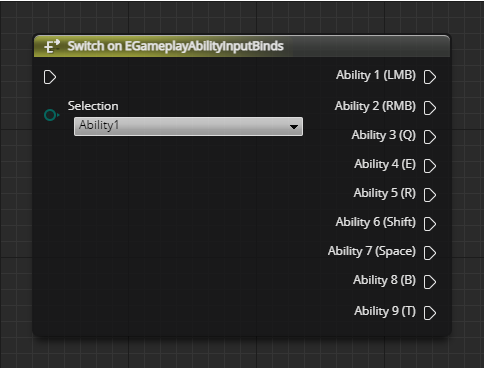 Switch on EGameplayAbilityInputBinds
Ability 1 (LMB)
Selection
Ability1
Ability 2 (RMB)
Ability 3 (Q)
Ability 4 (E)
Ability 5 (R)
Ability 6 (Shift)
Ability 7 (Space)
Ability 8 (B)
Ability 9 (T)